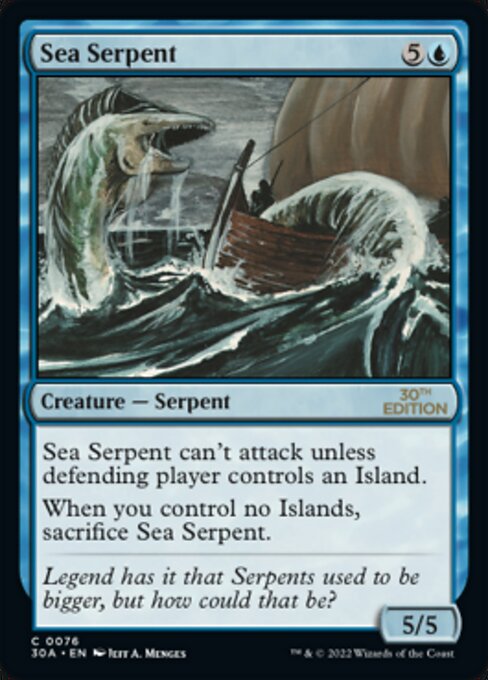 Sea Serpent 5
Creature — Serpent
30TH
EDITION
Sea Serpent can't attack unless
defending player controls an Island.
When you control no Islands,
sacrifice Sea Serpent.
Legend has it that Serpents used to be
bigger, but how could that be?
5/5
C 0076
30A • EN Jeff A. Menges
™ & © 2022 Wizards of the Coast